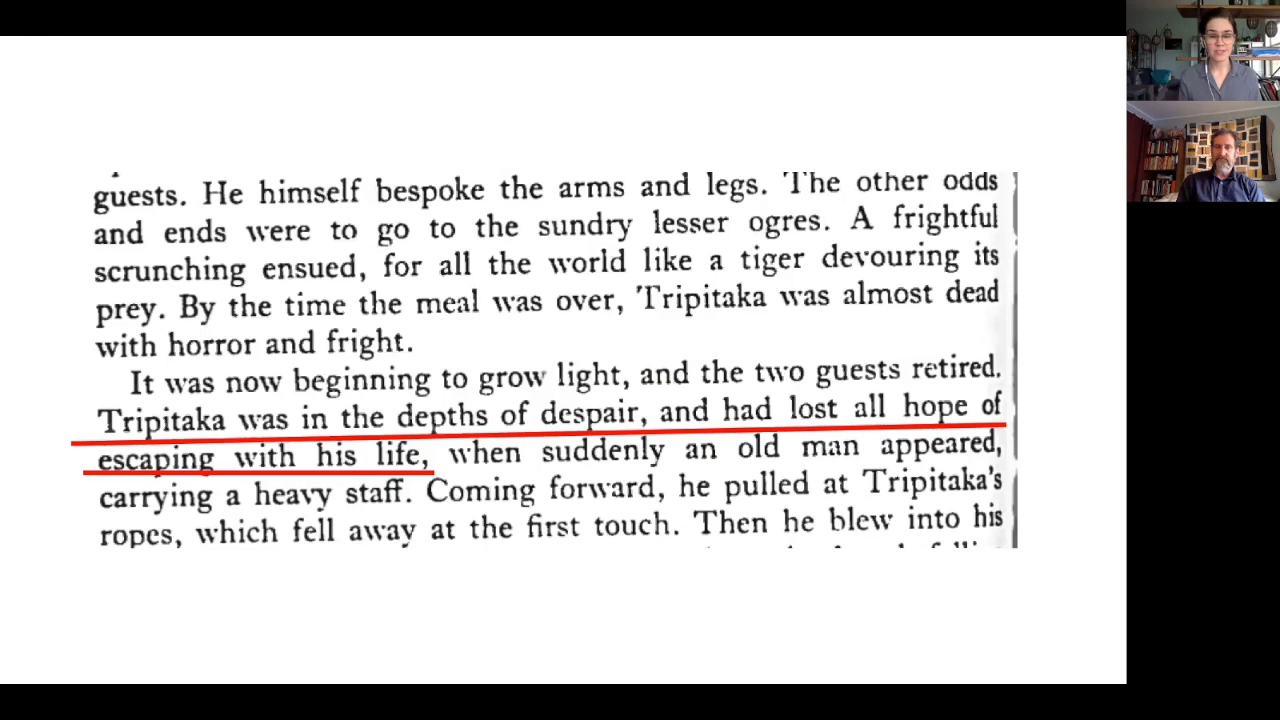 guests. He himself bespoke the arms and legs. The other odds
and ends were to go to the sundry lesser ogres. A frightful
scrunching ensued, for all the world like a tiger devouring its
prey. By the time the meal was over, Tripitaka was almost dead
with horror and fright.
It was now beginning to grow light, and the two guests retired.
Tripitaka was in the depths of despair, and had lost all hope of
escaping with his life, when suddenly an old man appeared,
carrying a heavy staff. Coming forward, he pulled at Tripitaka's
ropes, which fell away at the first touch. Then he blew into his